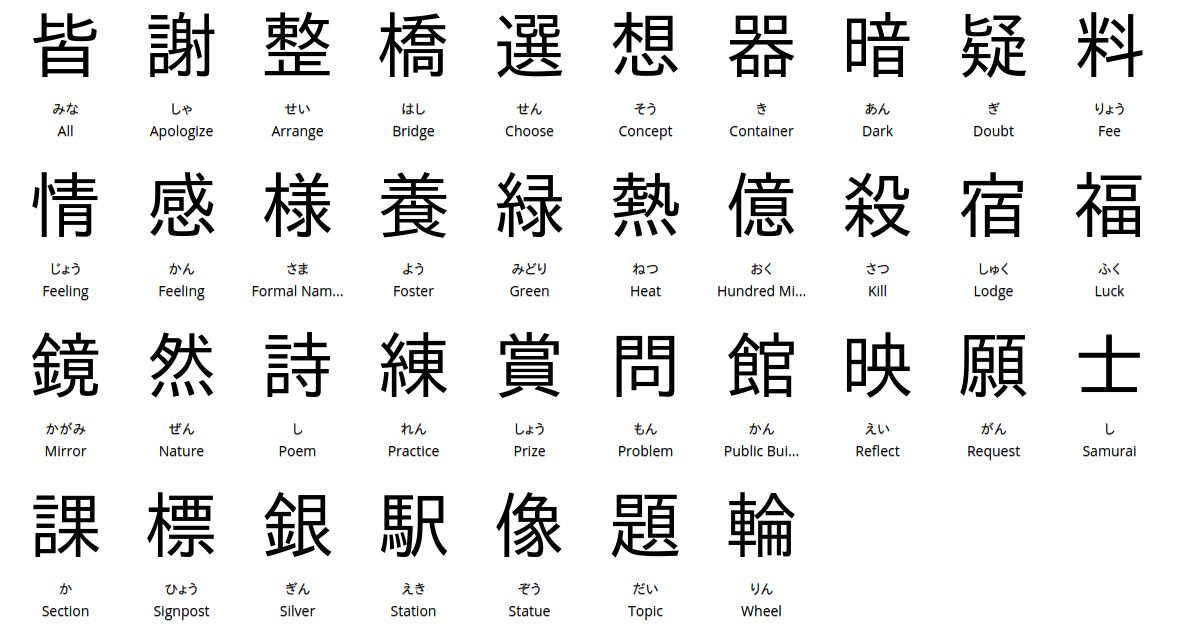 皆 謝 整 橋 選 想 器 暗 疑 料
みな しゃ せい はし せん そう き あん ぎ りょう
All Apologize Arrange Bridge Choose Concept Container Dark Doubt Fee
情 感 様 養 緑 熱 億 殺 宿 福
じょう かん さま よう みどり ねつ おく さつ しゅく ふく
Feeling Feeling Formal Nam... Foster Green Heat Hundred Mi... Kill Lodge Luck
鏡 然 詩 練 賞 問 館 映 願 士
かがみ ぜん し れん しょう もん かん えい がん し
Mirror Nature Poem Practice Prize Problem Public Bui... Reflect Request Samurai
課 標 銀 駅 像 題 輪
か ひょう ぎん えき ぞう だい りん
Section Signpost Silver Station Statue Topic Wheel